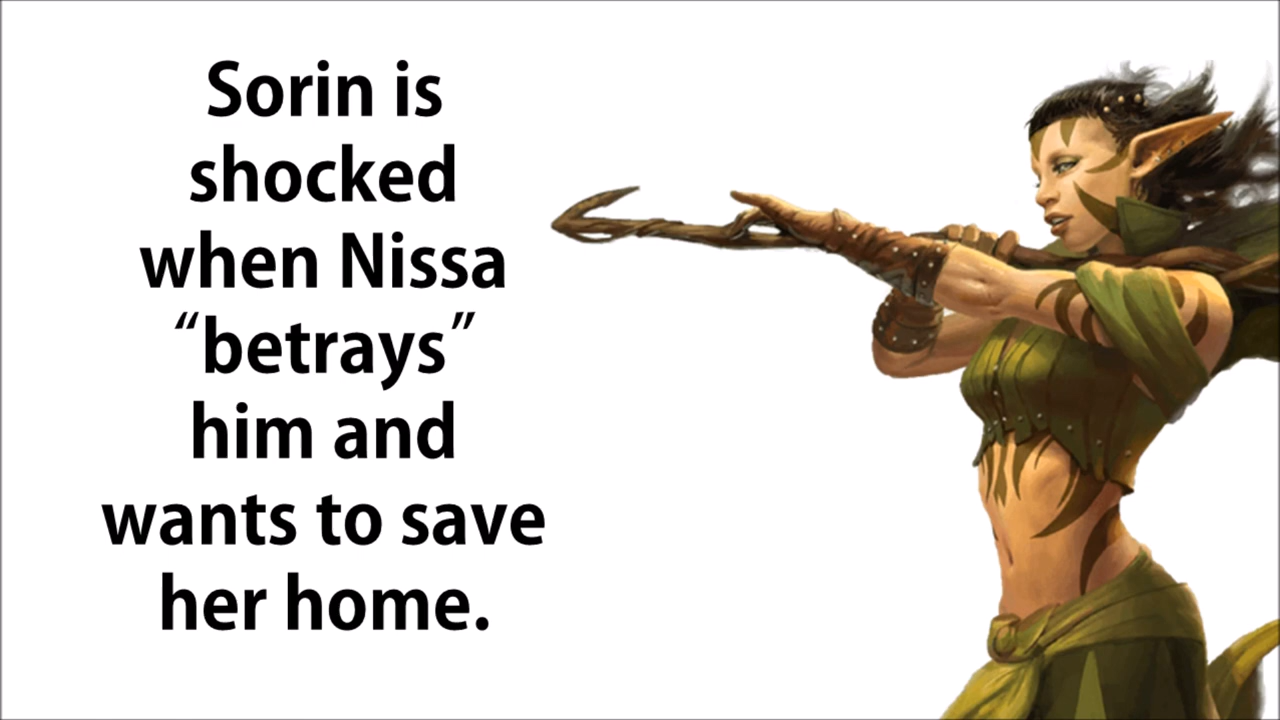 Sorin is
shocked
when Nissa
“betrays”
him and
wants to save
her home.